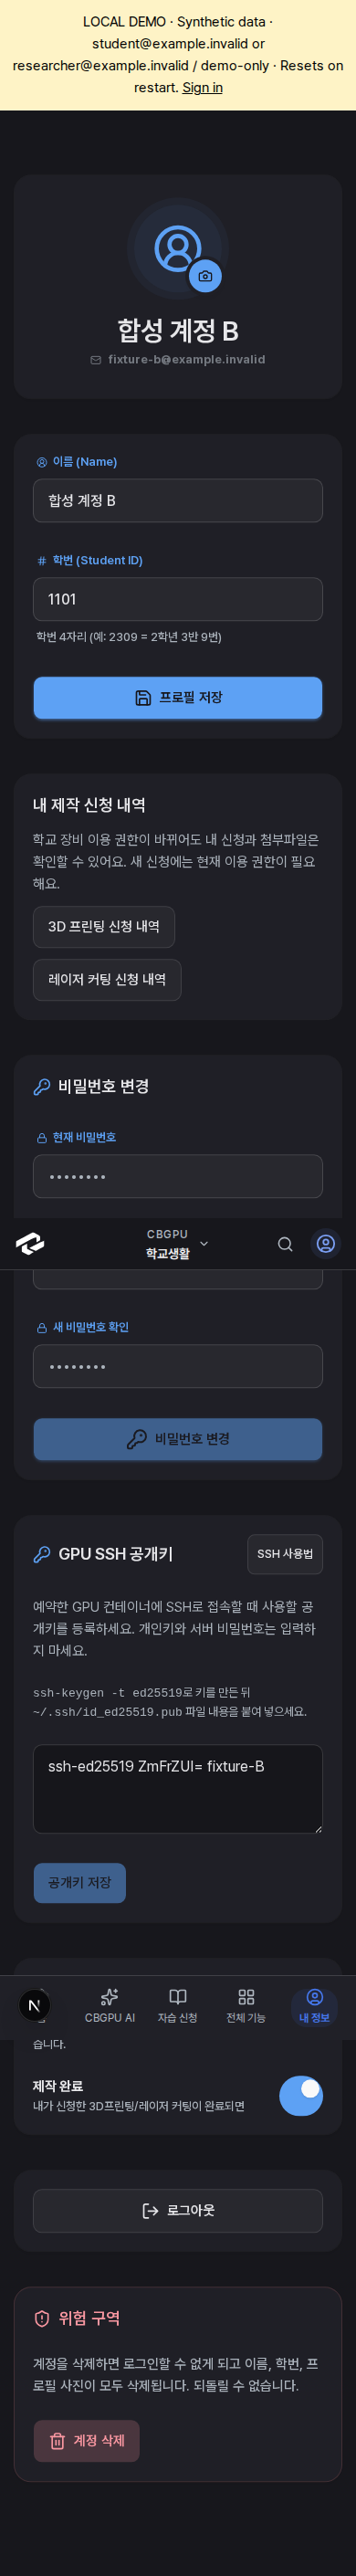 LOCAL DEMO · Synthetic data ·
student@example.invalid or
researcher@example.invalid / demo-only · Resets on
restart. Sign in
합성 계정 B
fixture-b@example.invalid
이름 (Name)
합성 계정 B
학번 (Student ID)
1101
학번 4자리 (예: 2309 = 2학년 3반 9번)
프로필 저장
내 제작 신청 내역
학교 장비 이용 권한이 바뀌어도 내 신청과 첨부파일은
확인할 수 있어요. 새 신청에는 현재 이용 권한이 필요
해요.
3D 프린팅 신청 내역
레이저 커팅 신청 내역
비밀번호 변경
현재 비밀번호
••••••••
CBGPU
학교생활
새 비밀번호 확인
••••••••
비밀번호 변경
GPU SSH 공개키
SSH 사용법
예약한 GPU 컨테이너에 SSH로 접속할 때 사용할 공
개키를 등록하세요. 개인키와 서버 비밀번호는 입력하
지 마세요.
ssh-keygen -t ed25519로 키를 만든 뒤
~/.ssh/id_ed25519.pub 파일 내용을 붙여 넣으세요.
ssh-ed25519 ZmFrZUI= fixture-B
공개키 저장
N
CBGPU AI
자습 신청
전체 기능
내 정보
습니다.
제작 완료
내가 신청한 3D프린팅/레이저 커팅이 완료되면
로그아웃
위험 구역
계정을 삭제하면 로그인할 수 없게 되고 이름, 학번, 프
로필 사진이 모두 삭제됩니다. 되돌릴 수 없습니다.
계정 삭제